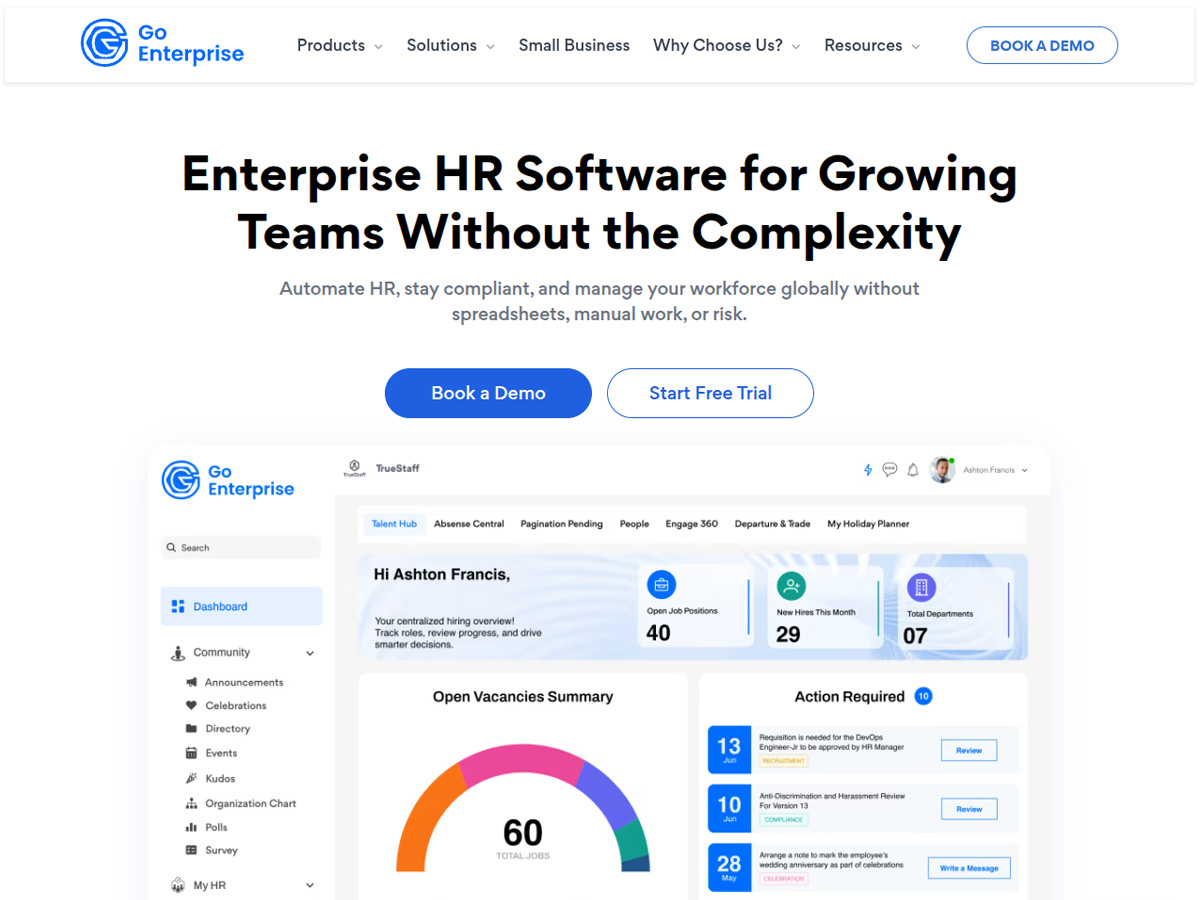 Go
Enterprise
Products
Solutions
Small Business
Why Choose Us?
Resources
BOOK A DEMO
Enterprise HR Software for Growing
Teams Without the Complexity
Automate HR, stay compliant, and manage your workforce globally without
spreadsheets, manual work, or risk.
Book a Demo
Start Free Trial
Go
Enterprise
TrueStaff
TrueStaff
Ashton Francis
Search
Talent Hub
Absense Central
Pagination Pending
People
Engage 360
Departure & Trade
My Holiday Planner
Dashboard
Community
Announcements
Celebrations
Directory
Events
Kudos
Organization Chart
Polls
Survey
My HR
Hi Ashton Francis,
Your centralized hiring overview!
Track roles, review progress, and drive
smarter decisions.
Open Job Positions
40
New Hires This Month
29
Total Departments
07
Open Vacancies Summary
60
TOTAL JOBS
Action Required 10
13
Jun
Requisition is needed for the DevOps
Engineer-Jr to be approved by HR Manager
RECRUITMENT
Review
10
Jun
Anti-Discrimination and Harassment Review
For Version 13
COMPLIANCE
Review
28
May
Arrange a note to mark the employee's
wedding anniversary as part of celebrations
CELEBRATION
Write a Message